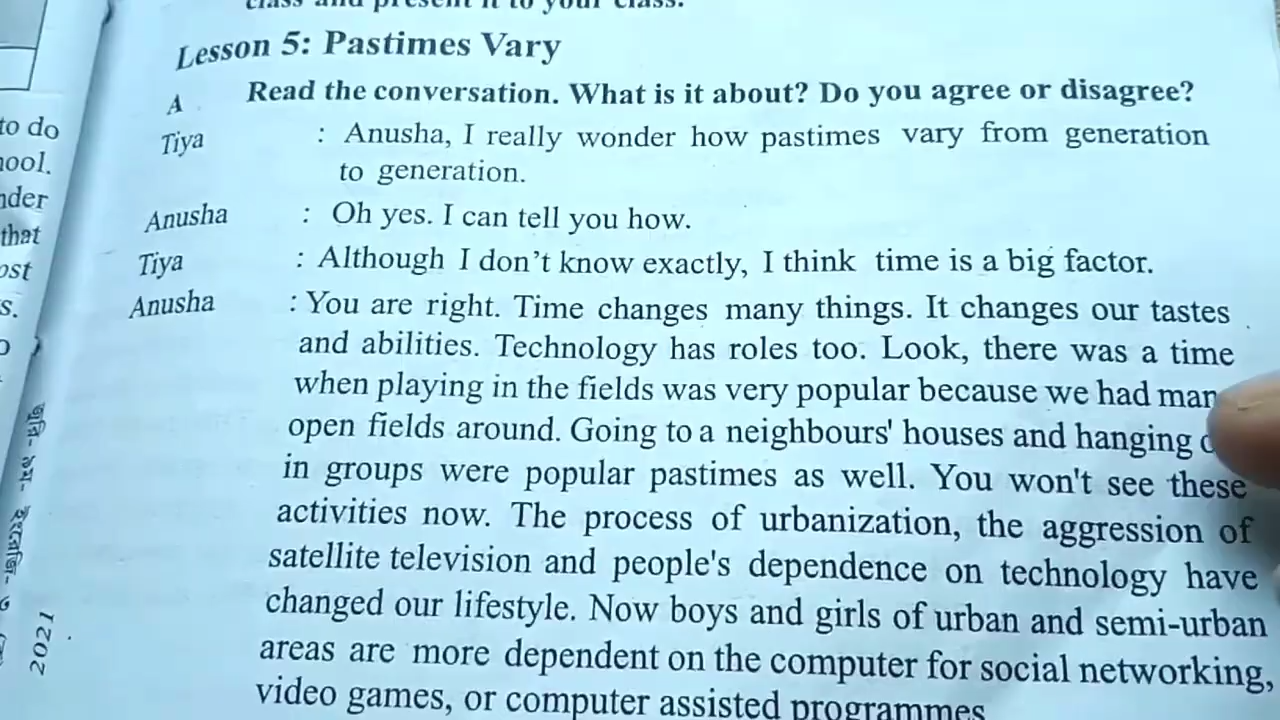 class and present it to your class.
Lesson 5: Pastimes Vary
A Read the conversation. What is it about? Do you agree or disagree?
Tiya : Anusha, I really wonder how pastimes vary from generation
to generation.
Anusha : Oh yes. I can tell you how.
Tiya : Although I don't know exactly, I think time is a big factor.
Anusha : You are right. Time changes many things. It changes our tastes
and abilities. Technology has roles too. Look, there was a time
when playing in the fields was very popular because we had
open fields around. Going to a neighbours' houses and hanging
in groups were popular pastimes as well. You won't see these
activities now. The process of urbanization, the aggression of
satellite television and people's dependence on technology have
changed our lifestyle. Now boys and girls of urban and semi-urban
areas are more dependent on the computer for social networking,
video games, or computer assisted programmes
to do
that
2021